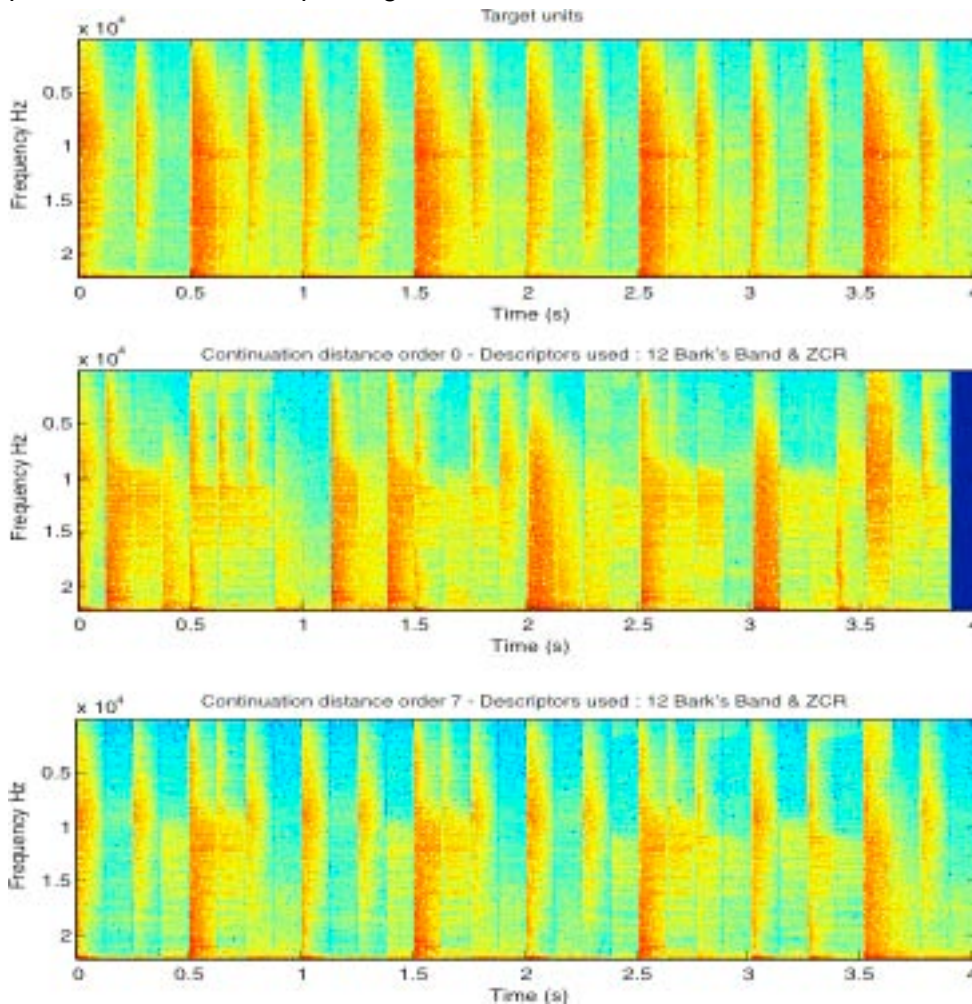 Target units
x 10⁴
0.5
1
1.5
2
Frequency Hz
0 0.5 1 1.5 2 2.5 3 3.5 4
Time (s)
Continuation distance order 0 - Descriptors used : 12 Bark's Band & ZCR
x 10⁴
0.5
1
1.5
2
Frequency Hz
0 0.5 1 1.5 2 2.5 3 3.5 4
Time (s)
Continuation distance order 7 - Descriptors used : 12 Bark's Band & ZCR
x 10⁴
0.5
1
1.5
2
Frequency Hz
0 0.5 1 1.5 2 2.5 3 3.5 4
Time (s)